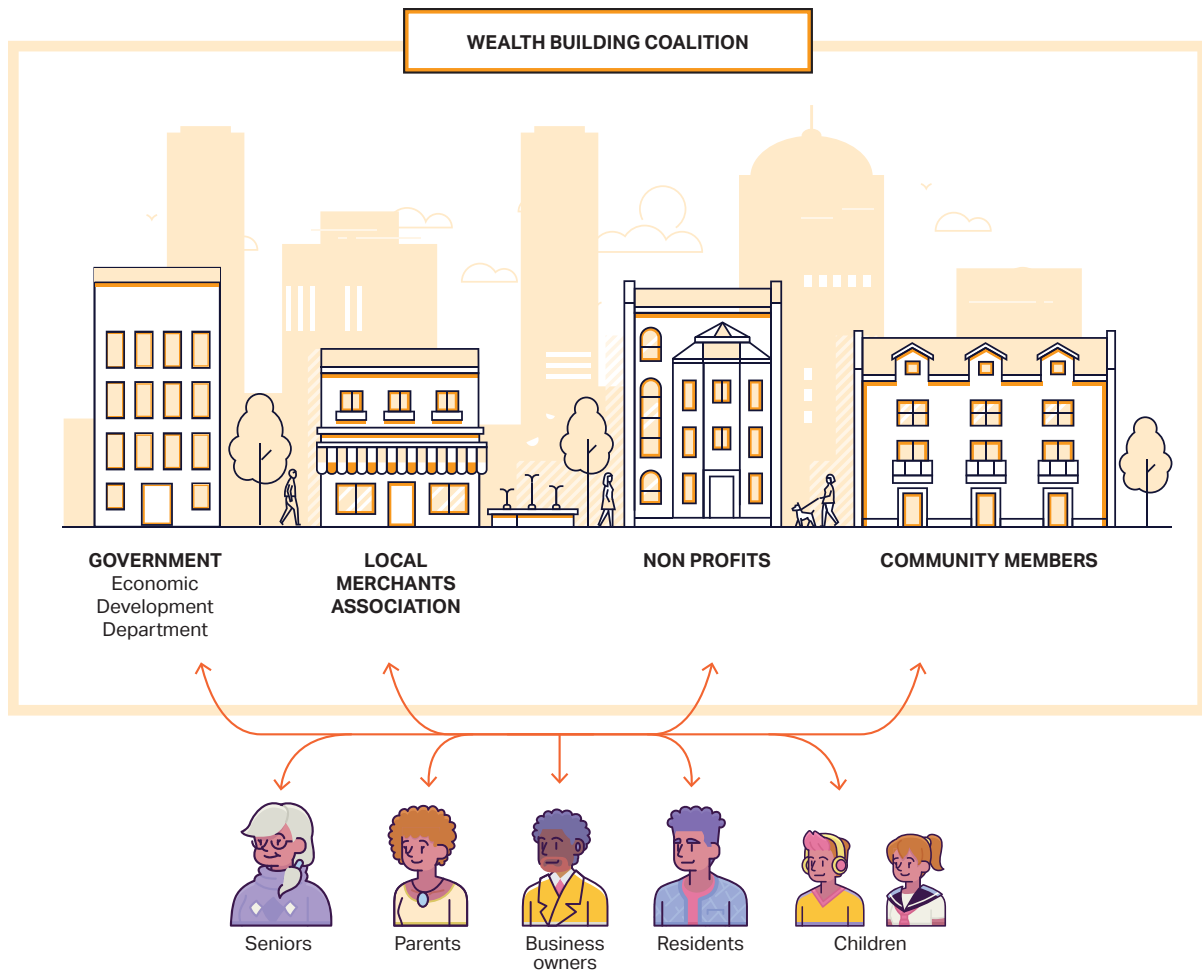 WEALTH BUILDING COALITION
GOVERNMENT
Economic
Development
Department
LOCAL
MERCHANTS
ASSOCIATION
NON PROFITS
COMMUNITY MEMBERS
Seniors
Parents
Business
owners
Residents
Children